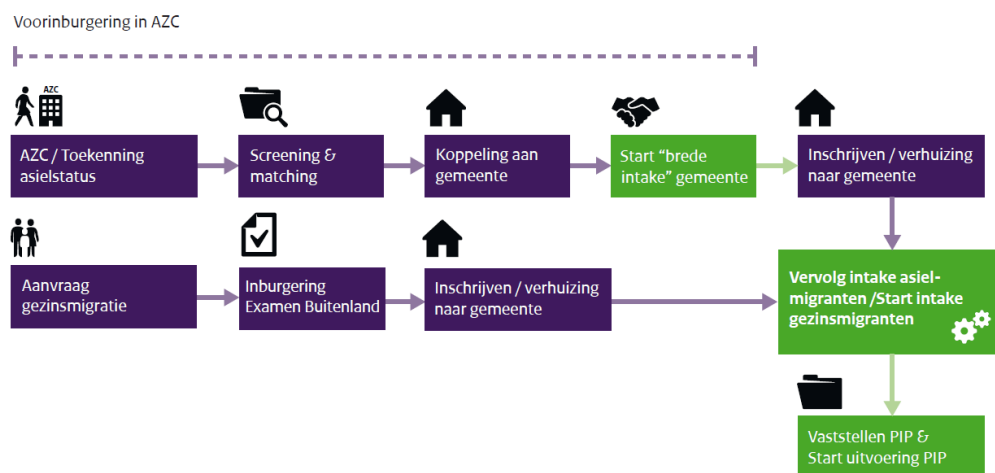 Voorinburgering in AZC
AZC
AZC / Toekenning
asielstatus
Screening &
matching
Koppeling aan
gemeente
Start “brede
intake” gemeente
Inschrijven / verhuizing
naar gemeente
Aanvraag
gezinsmigratie
Inburgering
Examen Buitenland
Inschrijven / verhuizing
naar gemeente
Vervolg intake asiel-
migranten /Start intake
gezinsmigranten
Vaststellen PIP &
Start uitvoering PIP